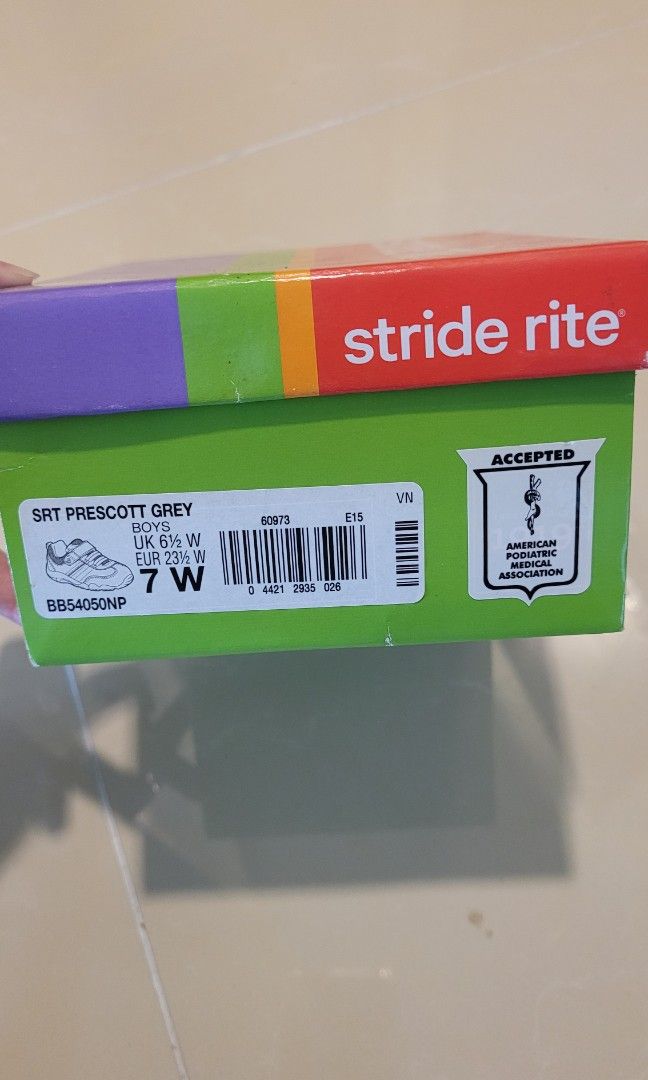 stride rite®
SRT PRESCOTT GREY
BOYS
UK 6½ W
EUR 23½ W
7 W
BB54050NP
60973
E15
0 4421 2935 026
VN
ACCEPTED
AMERICAN
PODIATRIC
MEDICAL
ASSOCIATION